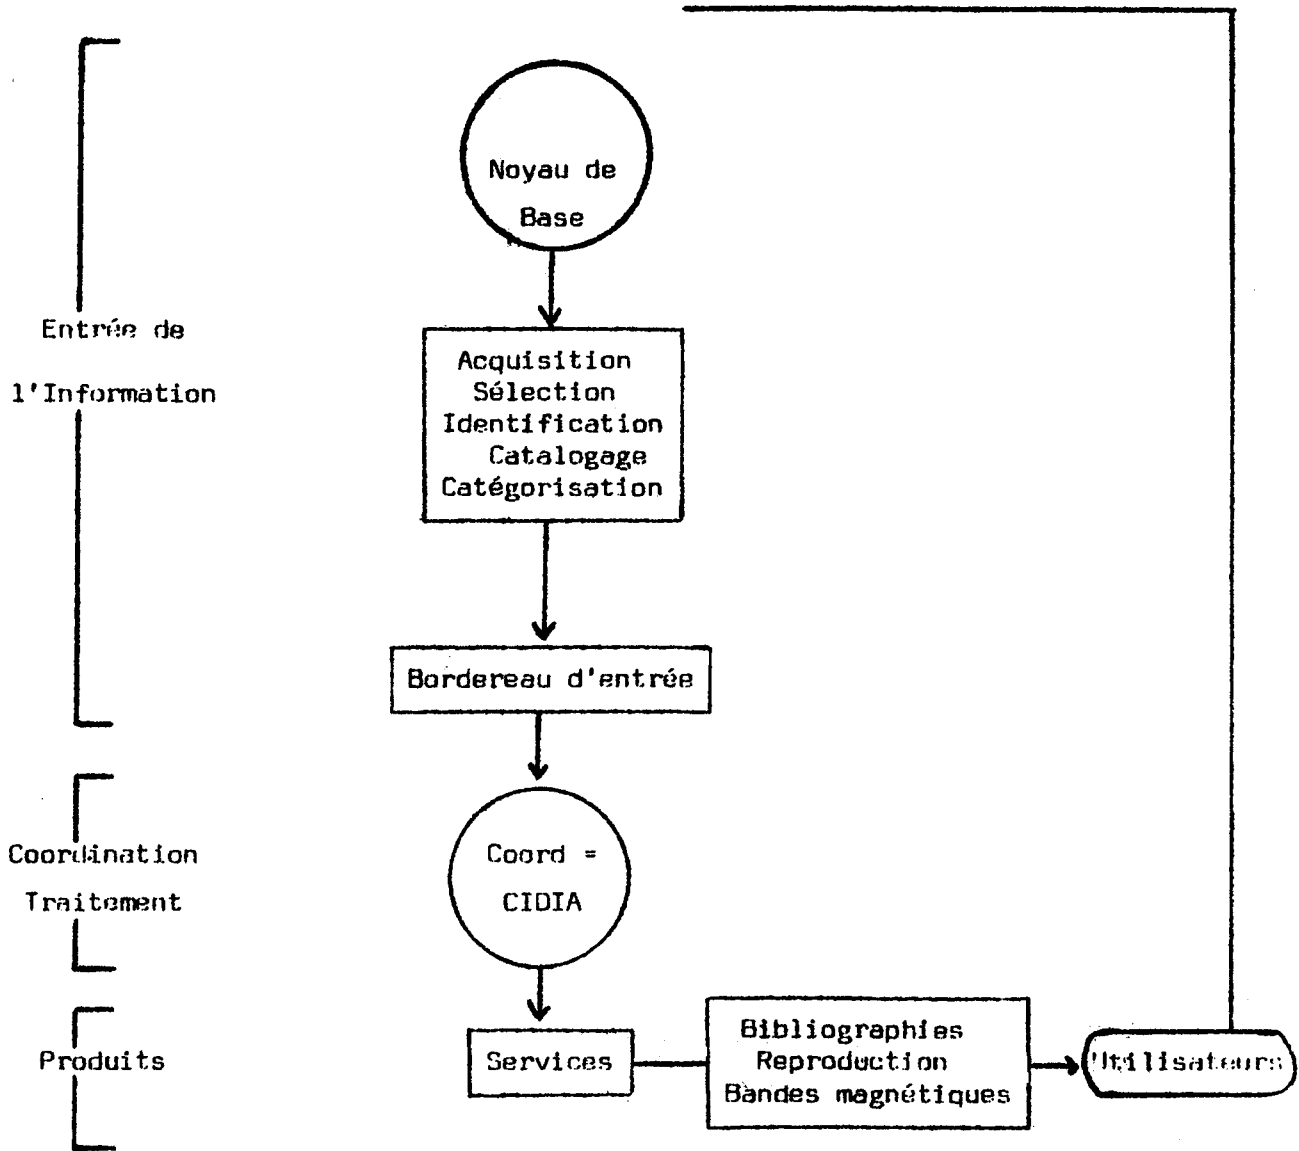 Noyau de
Base
Entrée de
l'Information
Acquisition
Sélection
Identification
Catalogage
Catégorisation
Bordereau d'entrée
Coordination
Traitement
Coord =
CIDIA
Produits
Services
Bibliographies
Reproduction
Bandes magnétiques
Utilisateurs